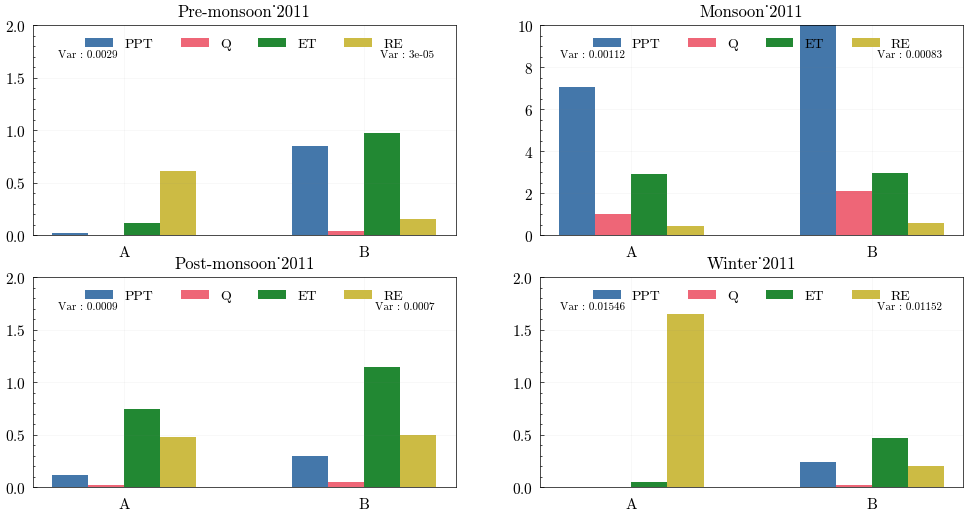 Pre-monsoon˙2011
PPT Q ET RE
Var : 0.0029 Var : 3e-05
2.0
1.5
1.0
0.5
0.0
A B
Monsoon˙2011
PPT Q ET RE
Var : 0.00112 Var : 0.00083
10
8
6
4
2
0
A B
Post-monsoon˙2011
PPT Q ET RE
Var : 0.0009 Var : 0.0007
2.0
1.5
1.0
0.5
0.0
A B
Winter˙2011
PPT Q ET RE
Var : 0.01546 Var : 0.01152
2.0
1.5
1.0
0.5
0.0
A B